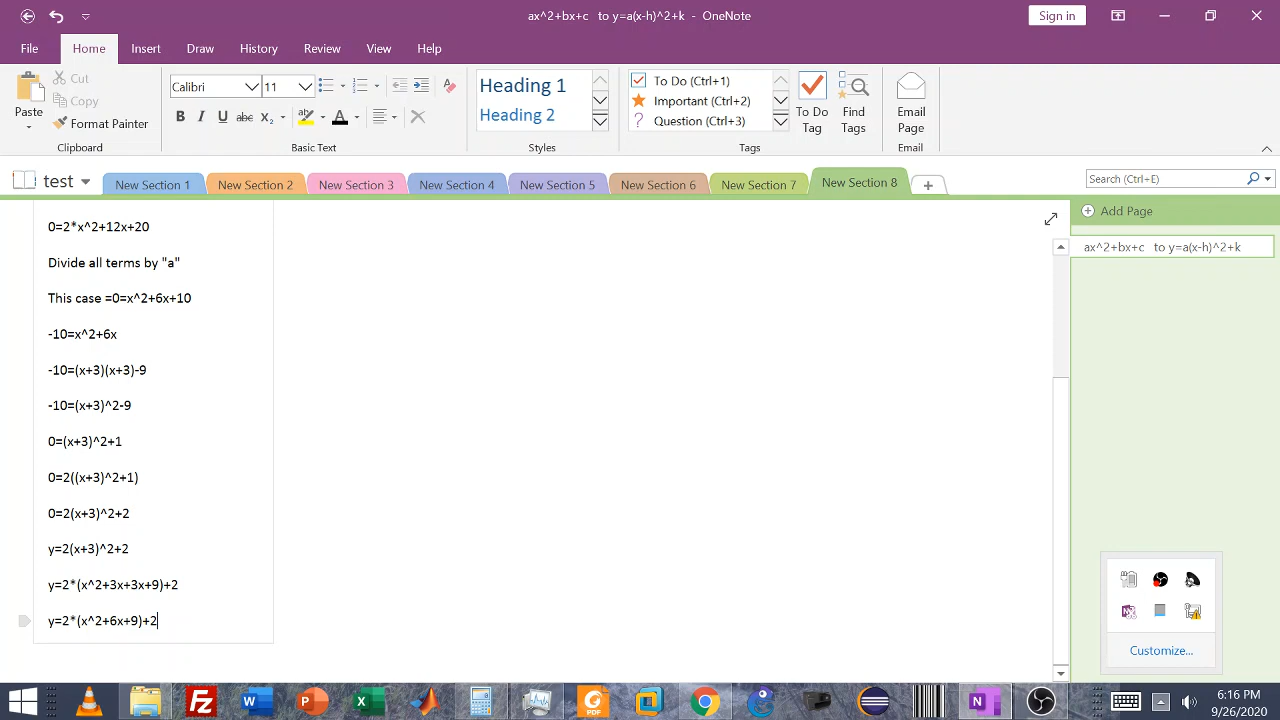 ax^2+bx+c   to y=a(x-h)^2+k - OneNote
Sign in
File Home Insert Draw History Review View Help
Paste
Cut
Copy
Format Painter
Clipboard
Calibri 11
B I U abc X₂ A
Basic Text
Heading 1
Heading 2
Styles
To Do (Ctrl+1)
Important (Ctrl+2)
Question (Ctrl+3)
To Do Tag
Find Tags
Tags
Email Page
Email
test
New Section 1 New Section 2 New Section 3 New Section 4 New Section 5 New Section 6 New Section 7 New Section 8
Search (Ctrl+E)
Add Page
ax^2+bx+c   to y=a(x-h)^2+k
0=2*x^2+12x+20
Divide all terms by "a"
This case =0=x^2+6x+10
-10=x^2+6x
-10=(x+3)(x+3)-9
-10=(x+3)^2-9
0=(x+3)^2+1
0=2((x+3)^2+1)
0=2(x+3)^2+2
y=2(x+3)^2+2
y=2*(x^2+3x+3x+9)+2
y=2*(x^2+6x+9)+2
Customize...
6:16 PM
9/26/2020